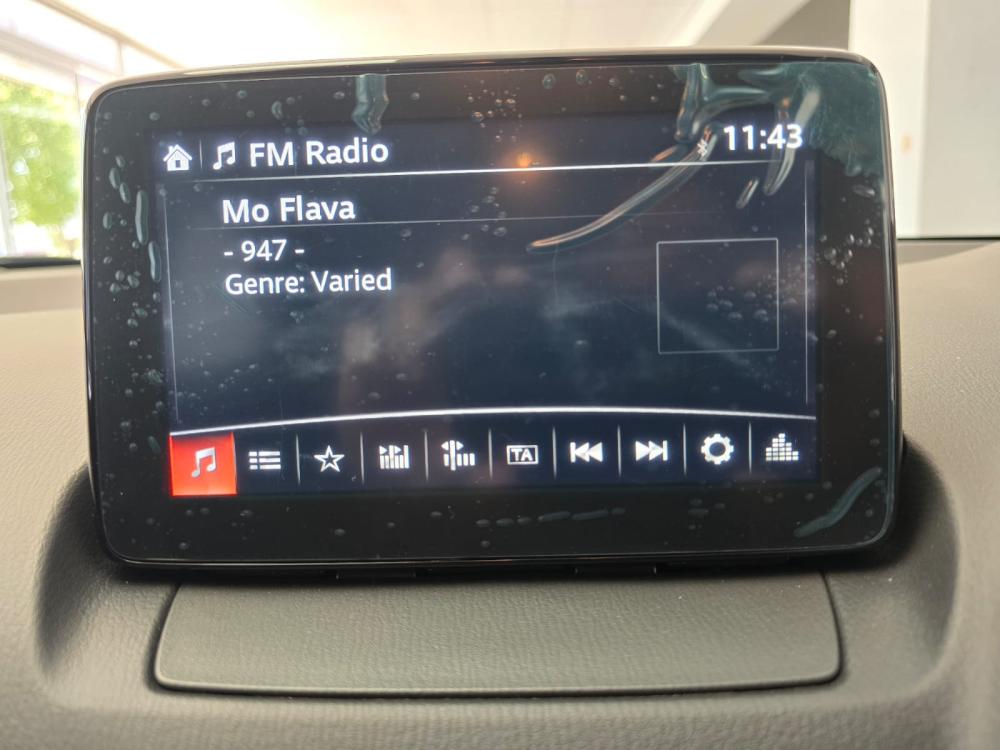 FM Radio
11:43
Mo Flava
- 947 -
Genre: Varied
TA